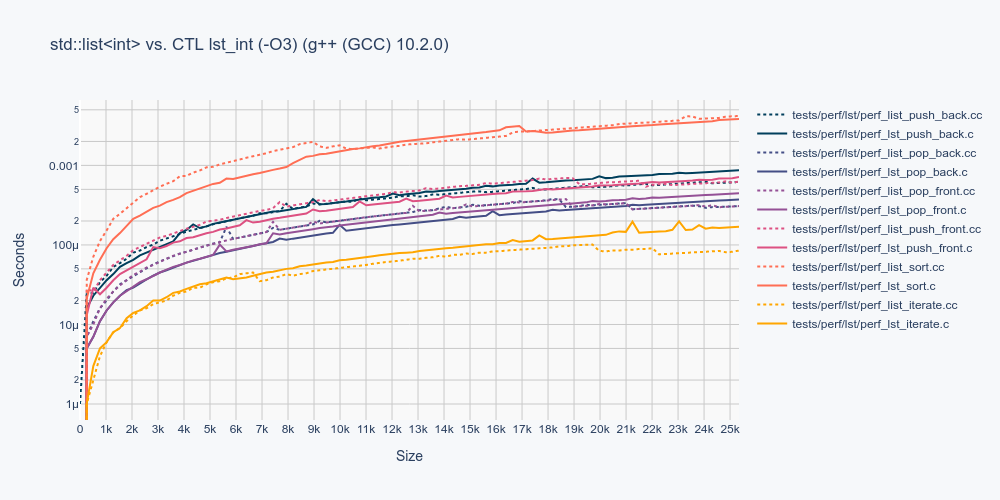 std::list<int> vs. CTL lst_int (-O3) (g++ (GCC) 10.2.0)
5
2
0.001
5
2
100μ
5
2
10μ
5
2
1μ
Seconds
0 1k 2k 3k 4k 5k 6k 7k 8k 9k 10k 11k 12k 13k 14k 15k 16k 17k 18k 19k 20k 21k 22k 23k 24k 25k
Size
tests/perf/lst/perf_list_push_back.cc
tests/perf/lst/perf_lst_push_back.c
tests/perf/lst/perf_list_pop_back.cc
tests/perf/lst/perf_lst_pop_back.c
tests/perf/lst/perf_list_pop_front.cc
tests/perf/lst/perf_lst_pop_front.c
tests/perf/lst/perf_list_push_front.cc
tests/perf/lst/perf_lst_push_front.c
tests/perf/lst/perf_list_sort.cc
tests/perf/lst/perf_lst_sort.c
tests/perf/lst/perf_list_iterate.cc
tests/perf/lst/perf_lst_iterate.c